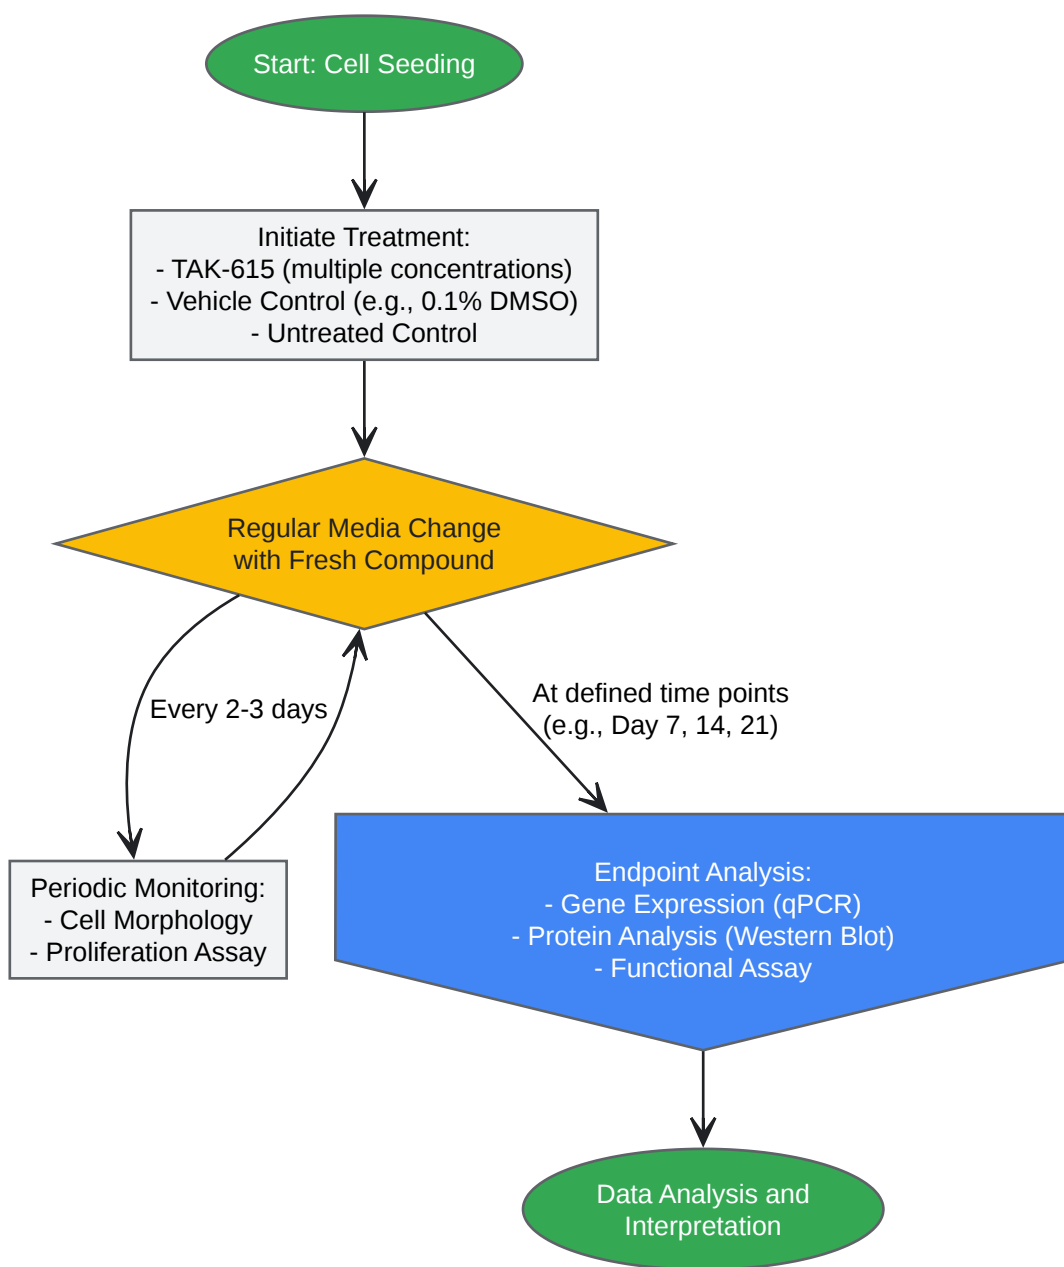 Start: Cell Seeding
Initiate Treatment:
- TAK-615 (multiple concentrations)
- Vehicle Control (e.g., 0.1% DMSO)
- Untreated Control
Regular Media Change
with Fresh Compound
Every 2-3 days
At defined time points
(e.g., Day 7, 14, 21)
Periodic Monitoring:
- Cell Morphology
- Proliferation Assay
Endpoint Analysis:
- Gene Expression (qPCR)
- Protein Analysis (Western Blot)
- Functional Assay
Data Analysis and
Interpretation